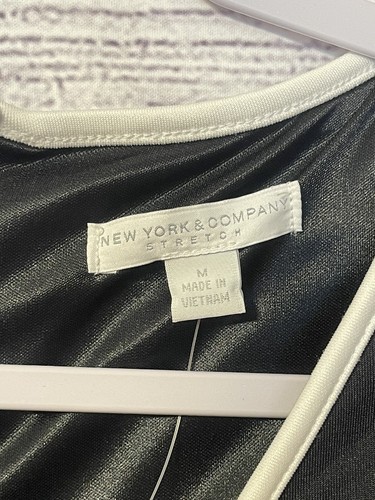 NEW YORK & COMPANY
STRETCH
M
MADE IN
VIETNAM